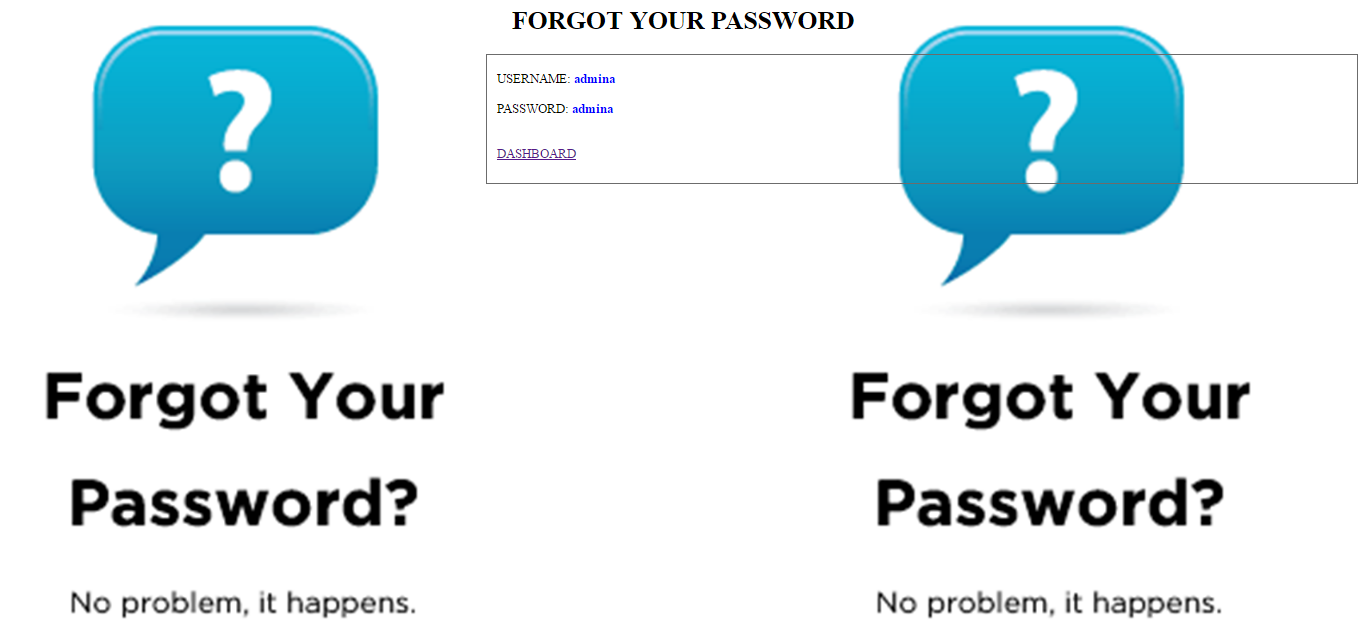 FORGOT YOUR PASSWORD
?
?
USERNAME: admina
PASSWORD: admina
DASHBOARD
Forgot Your
Password?
No problem, it happens.
Forgot Your
Password?
No problem, it happens.